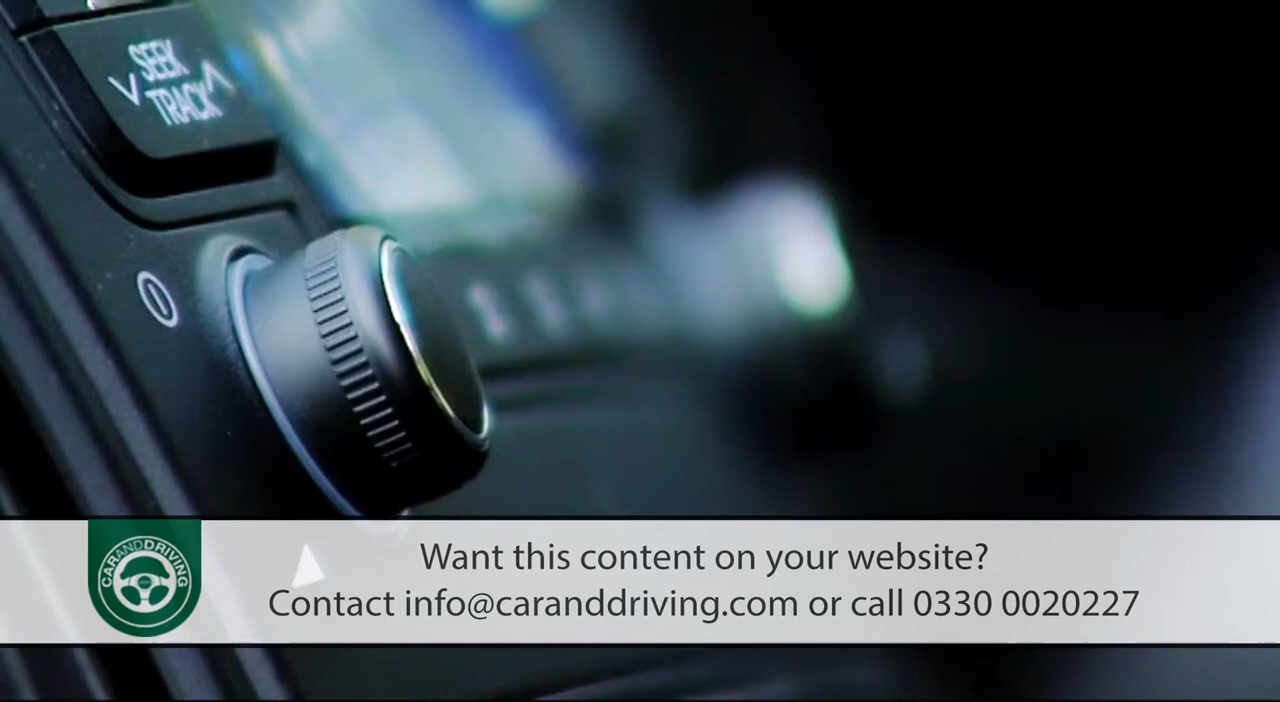 SEEK
TRACK
CARANDDRIVING
Want this content on your website?
Contact info@caranddriving.com or call 0330 0020227